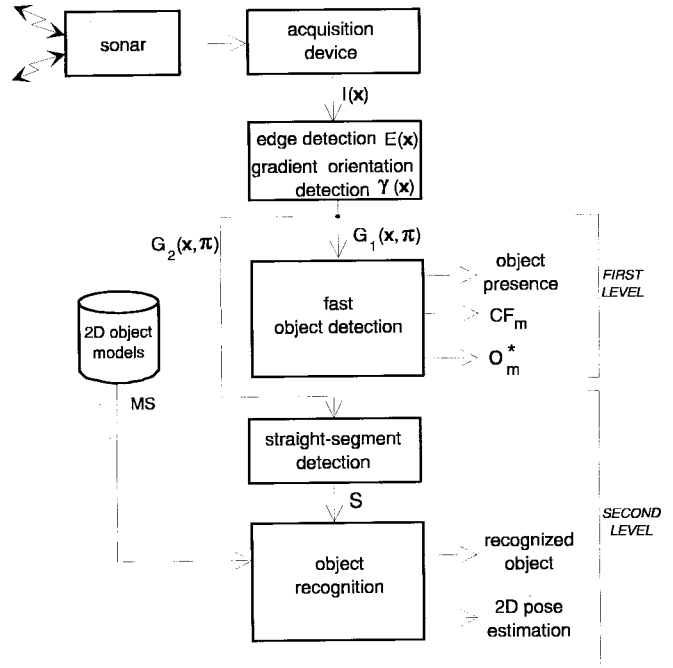 sonar
acquisition
device
I(x)
edge detection E(x)
gradient orientation
detection γ(x)
G₂(x,π)
G₁(x,π)
fast
object detection
object
presence
CFₘ
O*ₘ
FIRST
LEVEL
2D object
models
MS
straight-segment
detection
S
object
recognition
recognized
object
2D pose
estimation
SECOND
LEVEL